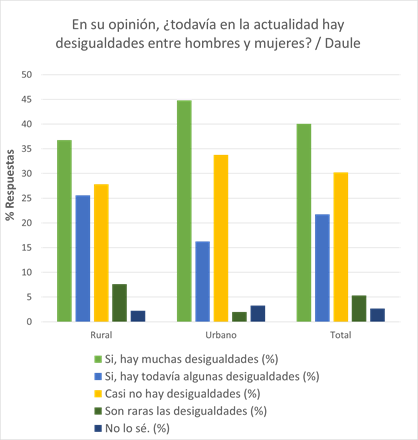 En su opinión, ¿todavía en la actualidad hay
desigualdades entre hombres y mujeres? / Daule
50
45
40
35
30
25
20
15
10
5
0
% Respuestas
Rural Urbano Total
Si, hay muchas desigualdades (%)
Si, hay todavía algunas desigualdades (%)
Casi no hay desigualdades (%)
Son raras las desigualdades (%)
No lo sé. (%)